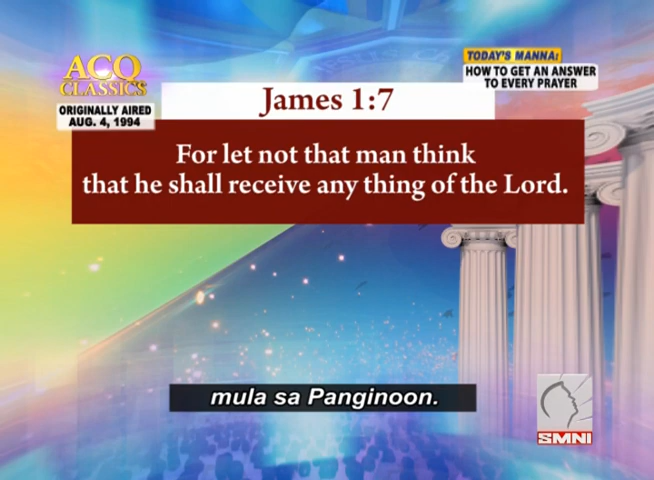 ACQ
CLASSICS
ORIGINALLY AIRED
AUG. 4, 1994
TODAY'S MANNA:
HOW TO GET AN ANSWER
TO EVERY PRAYER
James 1:7
For let not that man think
that he shall receive any thing of the Lord.
mula sa Panginoon.
SMNI